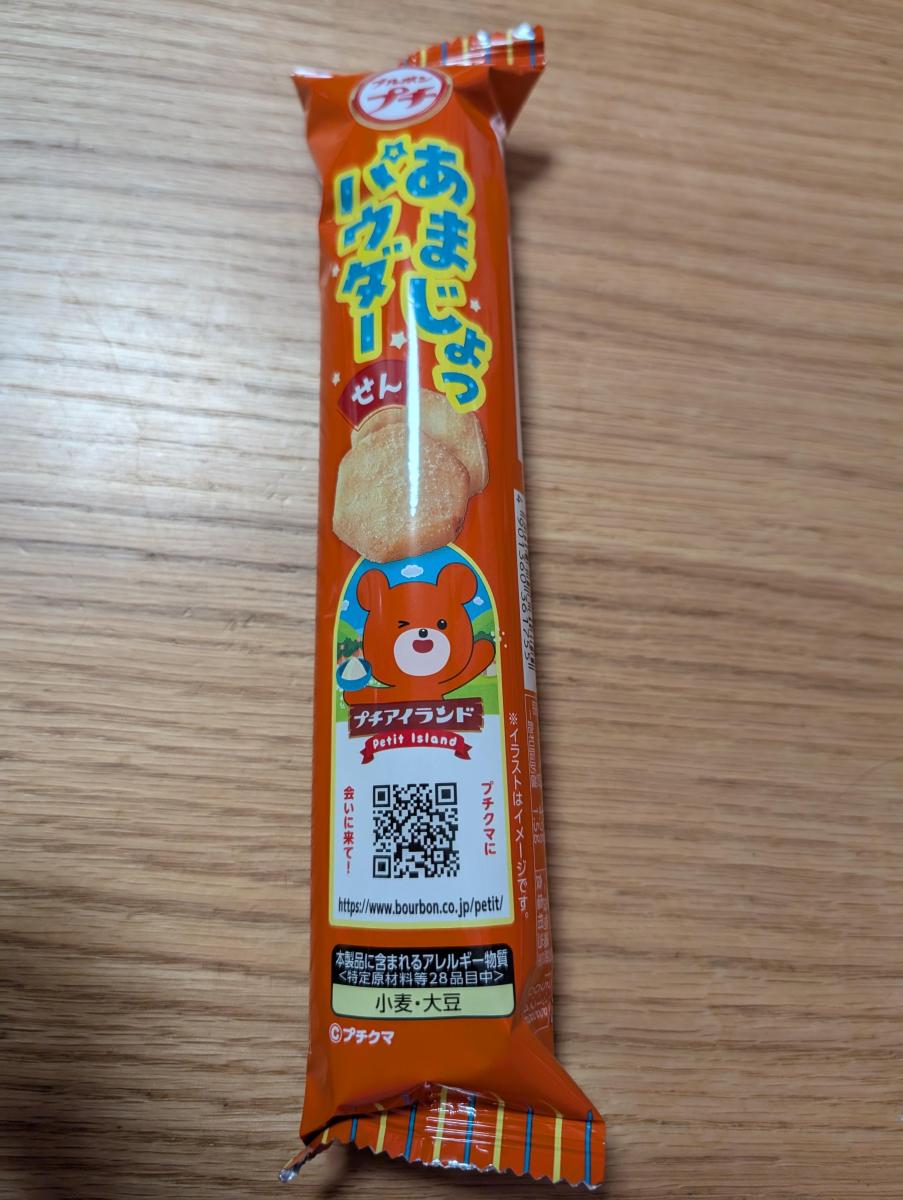 ブルボン
プチ
あまじょっ
パウダー
せん
プチアイランド
Petit Island
プチクマに
会いに来て!
https://www.bourbon.co.jp/petit/
※イラストはイメージです。
本製品に含まれるアレルギー物質
<特定原材料等28品目中>
小麦・大豆
©プチクマ